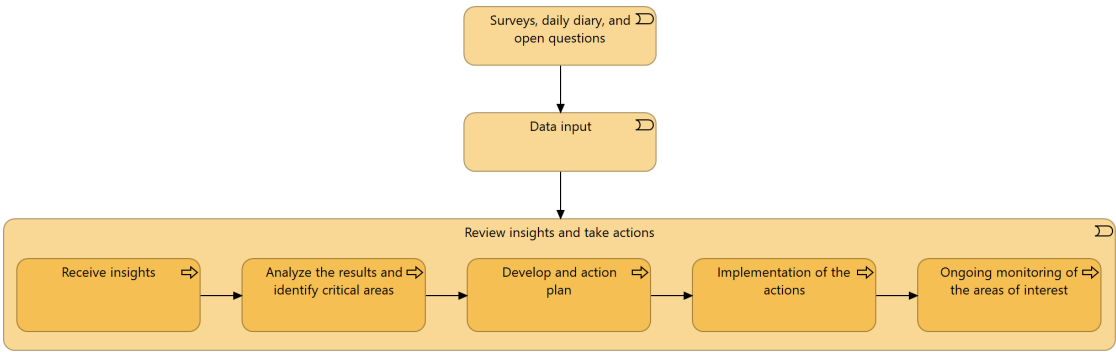 Surveys, daily diary, and
open questions
Data input
Review insights and take actions
Receive insights
Analyze the results and
identify critical areas
Develop and action
plan
Implementation of the
actions
Ongoing monitoring of
the areas of interest